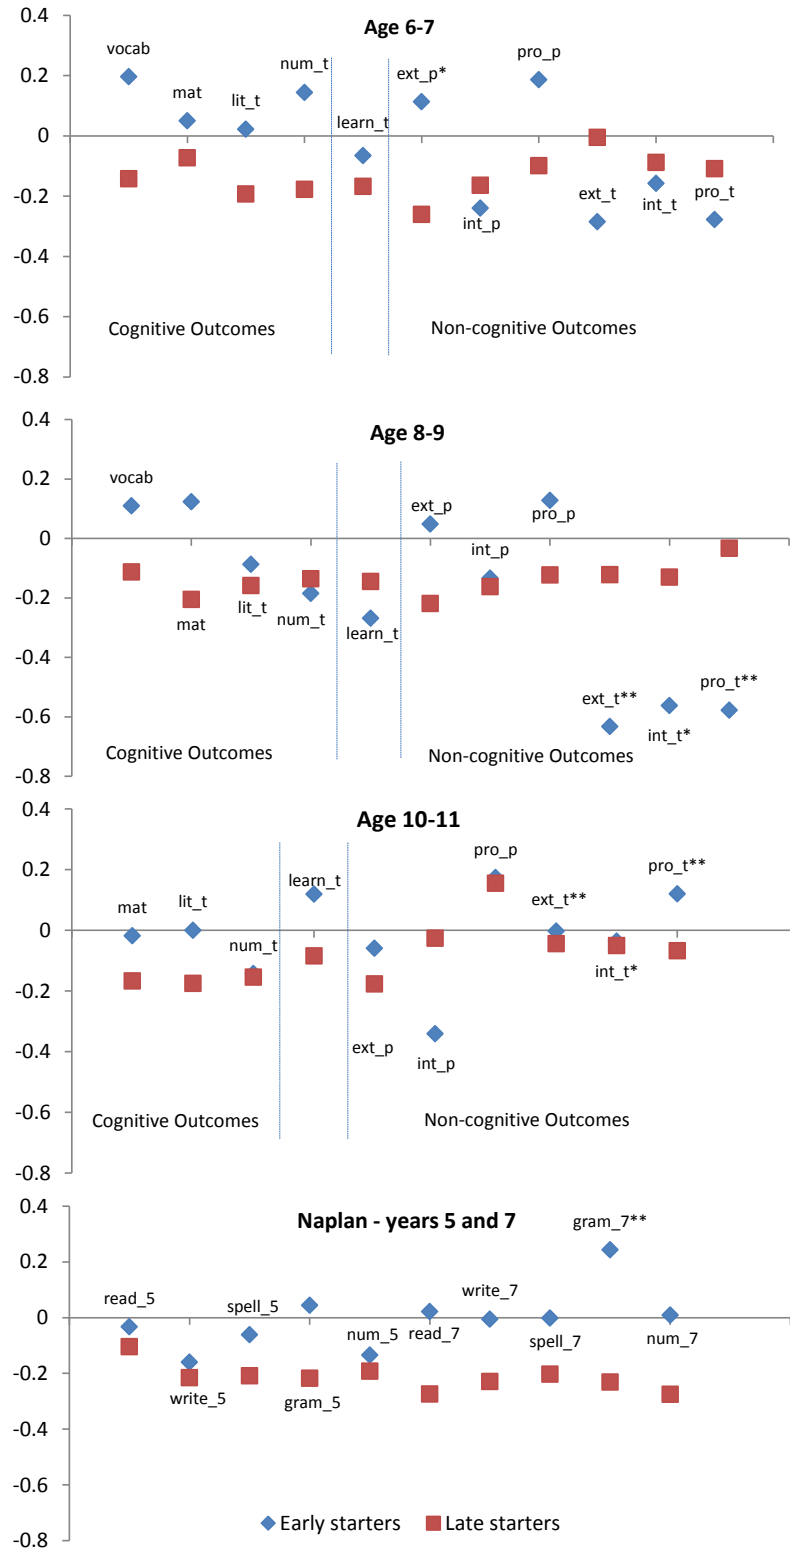 Age 6-7
0.4
0.2
0
-0.2
-0.4
-0.6
-0.8
vocab
mat
lit_t
num_t
learn_t
ext_p*
int_p
pro_p
ext_t
int_t
pro_t
Cognitive Outcomes
Non-cognitive Outcomes
Age 8-9
0.4
0.2
0
-0.2
-0.4
-0.6
-0.8
vocab
mat
lit_t
num_t
learn_t
ext_p
int_p
pro_p
ext_t**
int_t*
pro_t**
Cognitive Outcomes
Non-cognitive Outcomes
Age 10-11
0.4
0.2
0
-0.2
-0.4
-0.6
-0.8
mat
lit_t
num_t
learn_t
ext_p
int_p
pro_p
ext_t**
int_t*
pro_t**
Cognitive Outcomes
Non-cognitive Outcomes
Naplan - years 5 and 7
0.4
0.2
0
-0.2
-0.4
-0.6
-0.8
read_5
write_5
spell_5
gram_5
num_5
read_7
write_7
spell_7
gram_7**
num_7
Early starters
Late starters